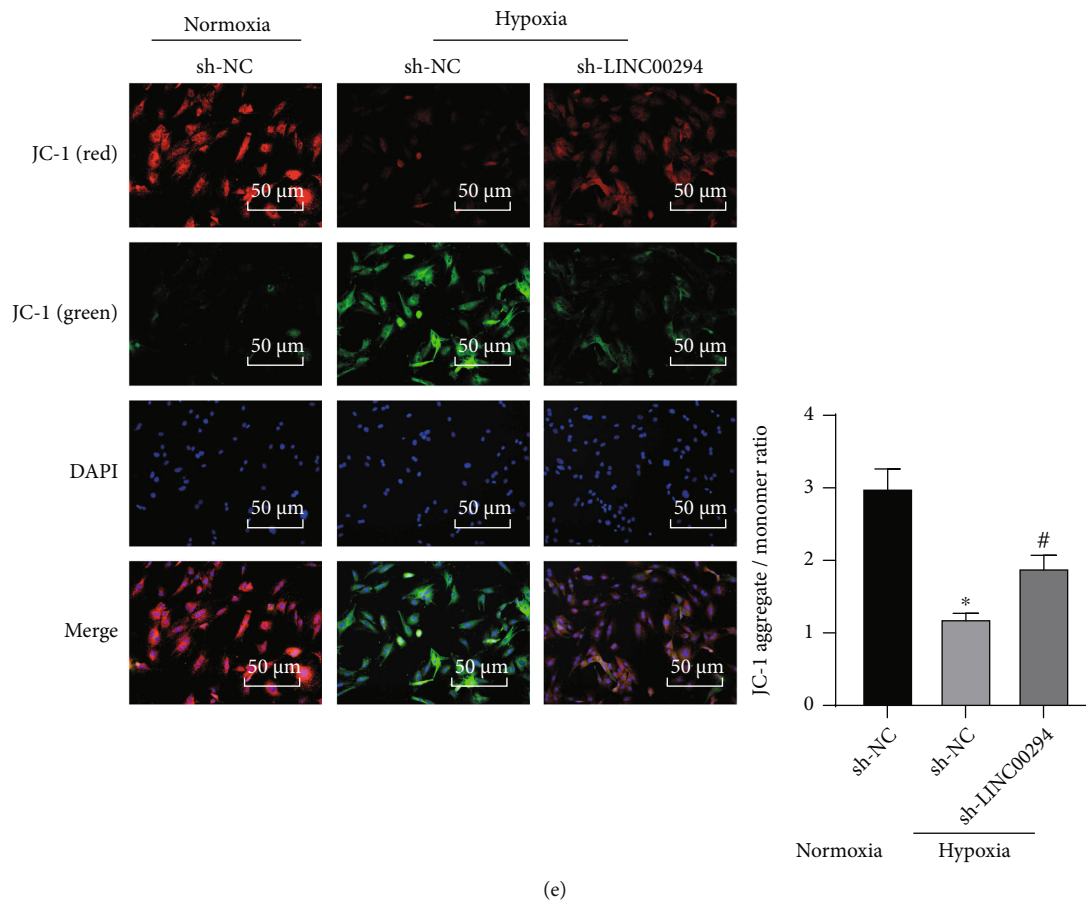 Normoxia
Hypoxia
sh-NC
sh-NC
sh-LINC00294
JC-1 (red)
50 μm
50 μm
50 μm
JC-1 (green)
50 μm
50 μm
50 μm
DAPI
50 μm
50 μm
50 μm
Merge
50 μm
50 μm
50 μm
JC-1 aggregate / monomer ratio
4
3
2
1
0
*
#
sh-NC
sh-NC
sh-LINC00294
Normoxia
Hypoxia
(e)